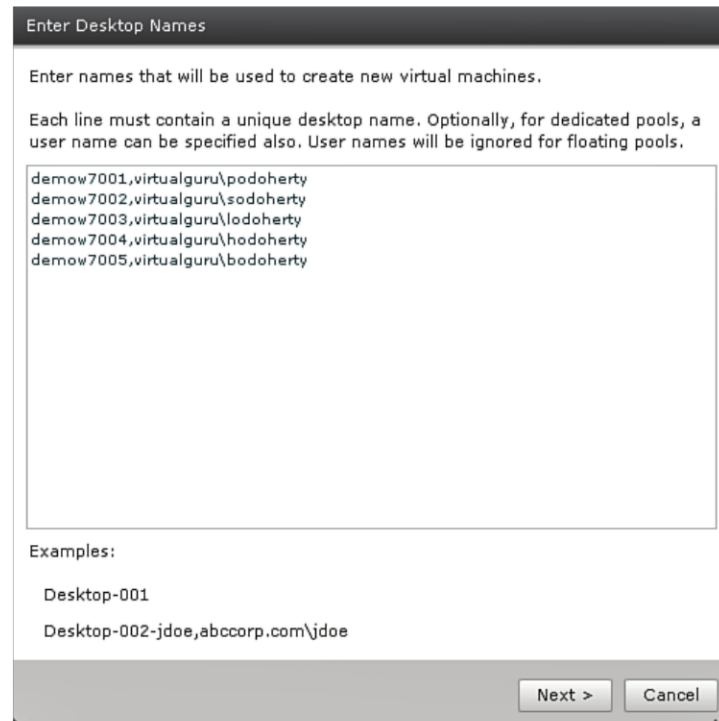 Enter Desktop Names
Enter names that will be used to create new virtual machines.
Each line must contain a unique desktop name. Optionally, for dedicated pools, a
user name can be specified also. User names will be ignored for floating pools.
demow7001,virtualguru\podoherty
demow7002,virtualguru\sodoherty
demow7003,virtualguru\lodoherty
demow7004,virtualguru\hodoherty
demow7005,virtualguru\bodoherty
Examples:
Desktop-001
Desktop-002-jdoe,abccorp.com\jdoe
Next >
Cancel